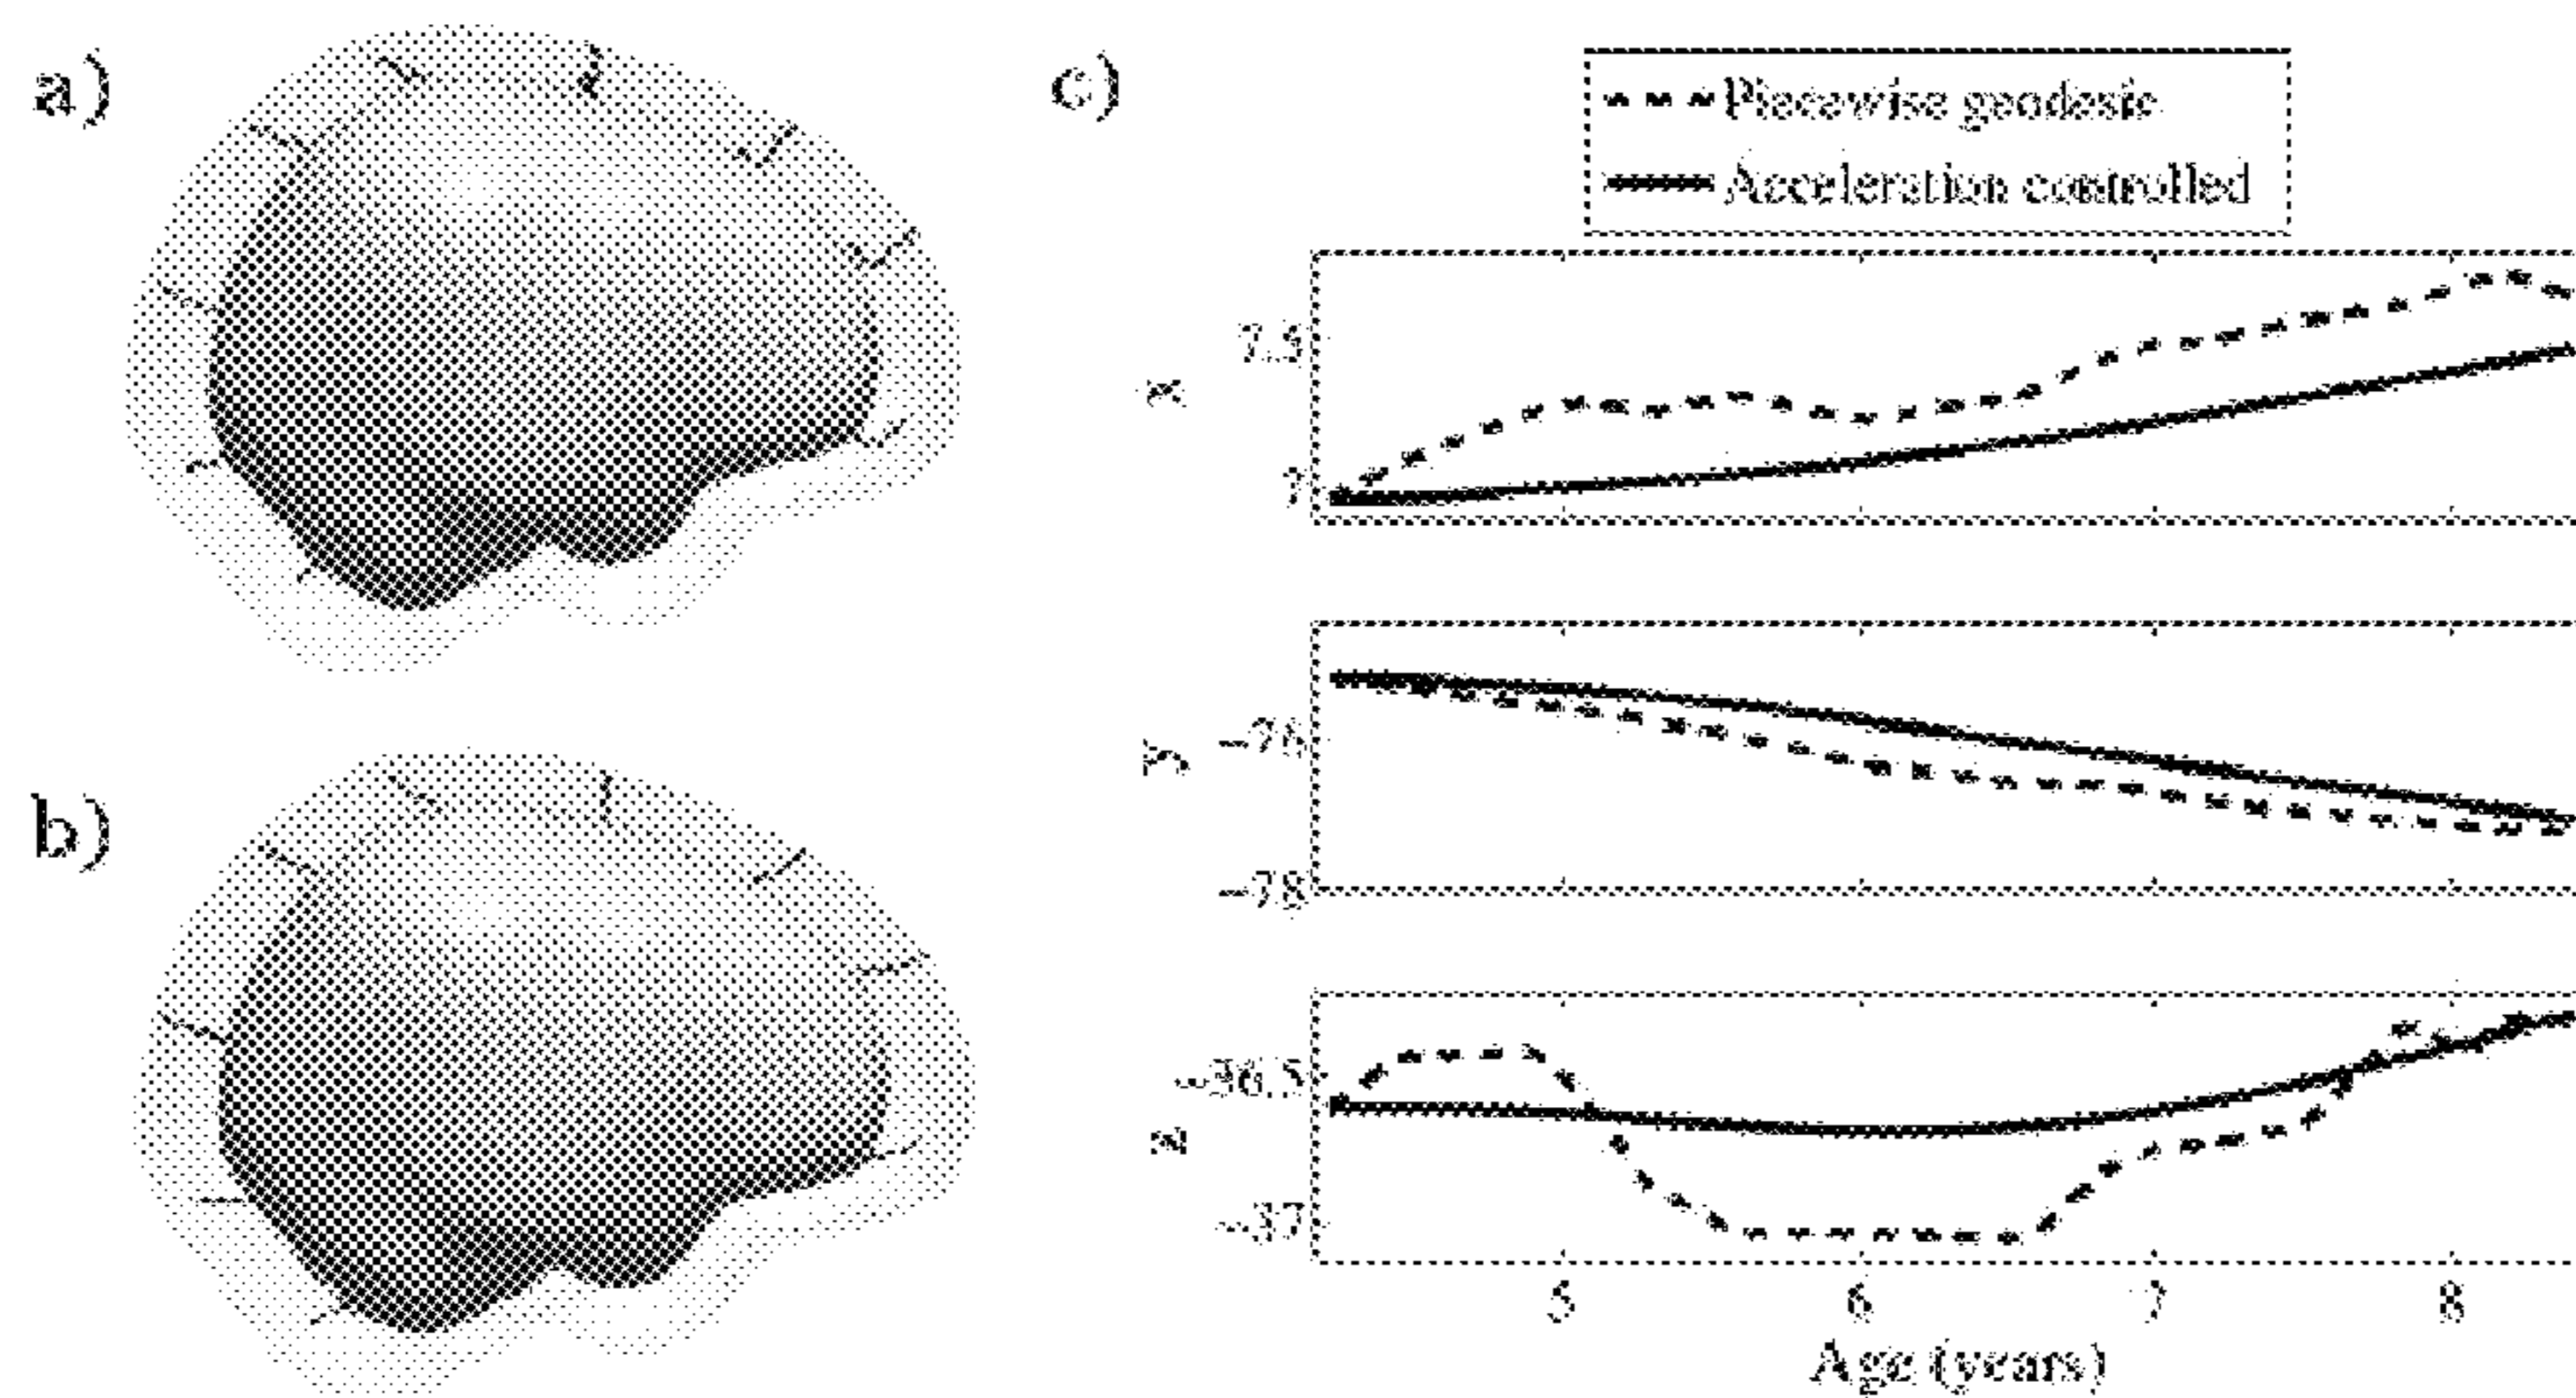 a)
b)
c)
Piecewise geodesic
Acceleration controlled
x
7.5
7
y
-76
-78
z
-36.5
-37
5 6 7 8
Age (years)